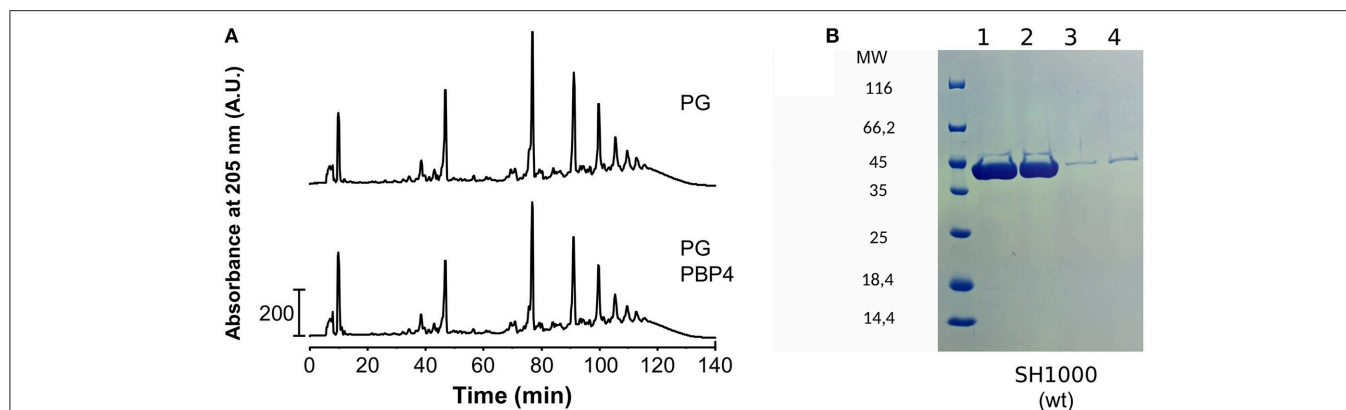 A
Absorbance at 205 nm (A.U.)
PG
PG
PBP4
200
0 20 40 60 80 100 120 140
Time (min)
B
1 2 3 4
MW
116
66,2
45
35
25
18,4
14,4
SH1000
(wt)